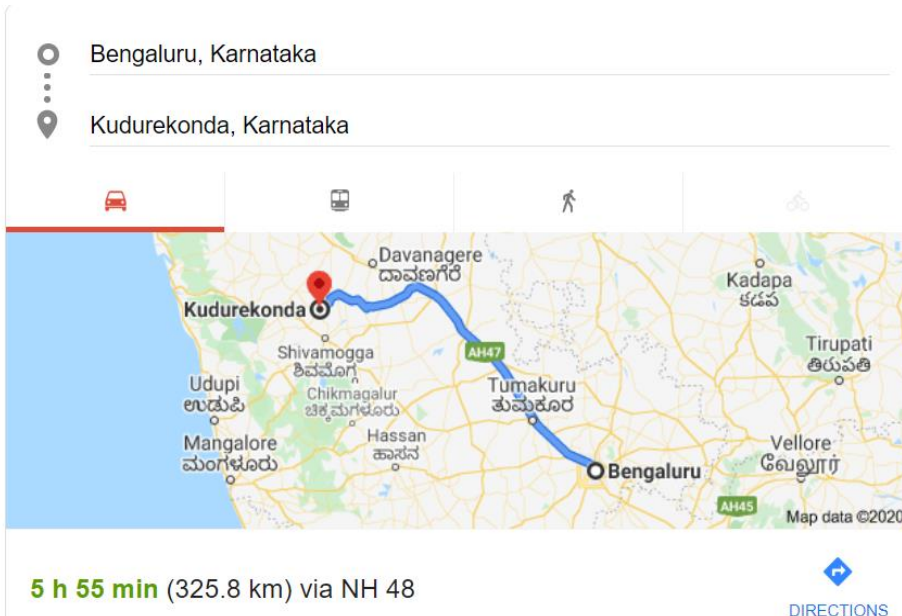 Bengaluru, Karnataka
Kudurekonda, Karnataka
Davanagere
ದಾವಣಗೆರೆ
Kadapa
కడప
Kudurekonda
Shivamogga
ಶಿವಮೊಗ್ಗ
AH47
Tirupati
తిరుపతి
Udupi
ಉಡುಪಿ
Chikmagalur
ಚಿಕ್ಕಮಗಳೂರು
Tumakuru
ತುಮಕೂರು
Mangalore
ಮಂಗಳೂರು
Hassan
ಹಾಸನ
Bengaluru
Vellore
வேலூர்
AH45
Map data ©2020
5 h 55 min (325.8 km) via NH 48
DIRECTIONS